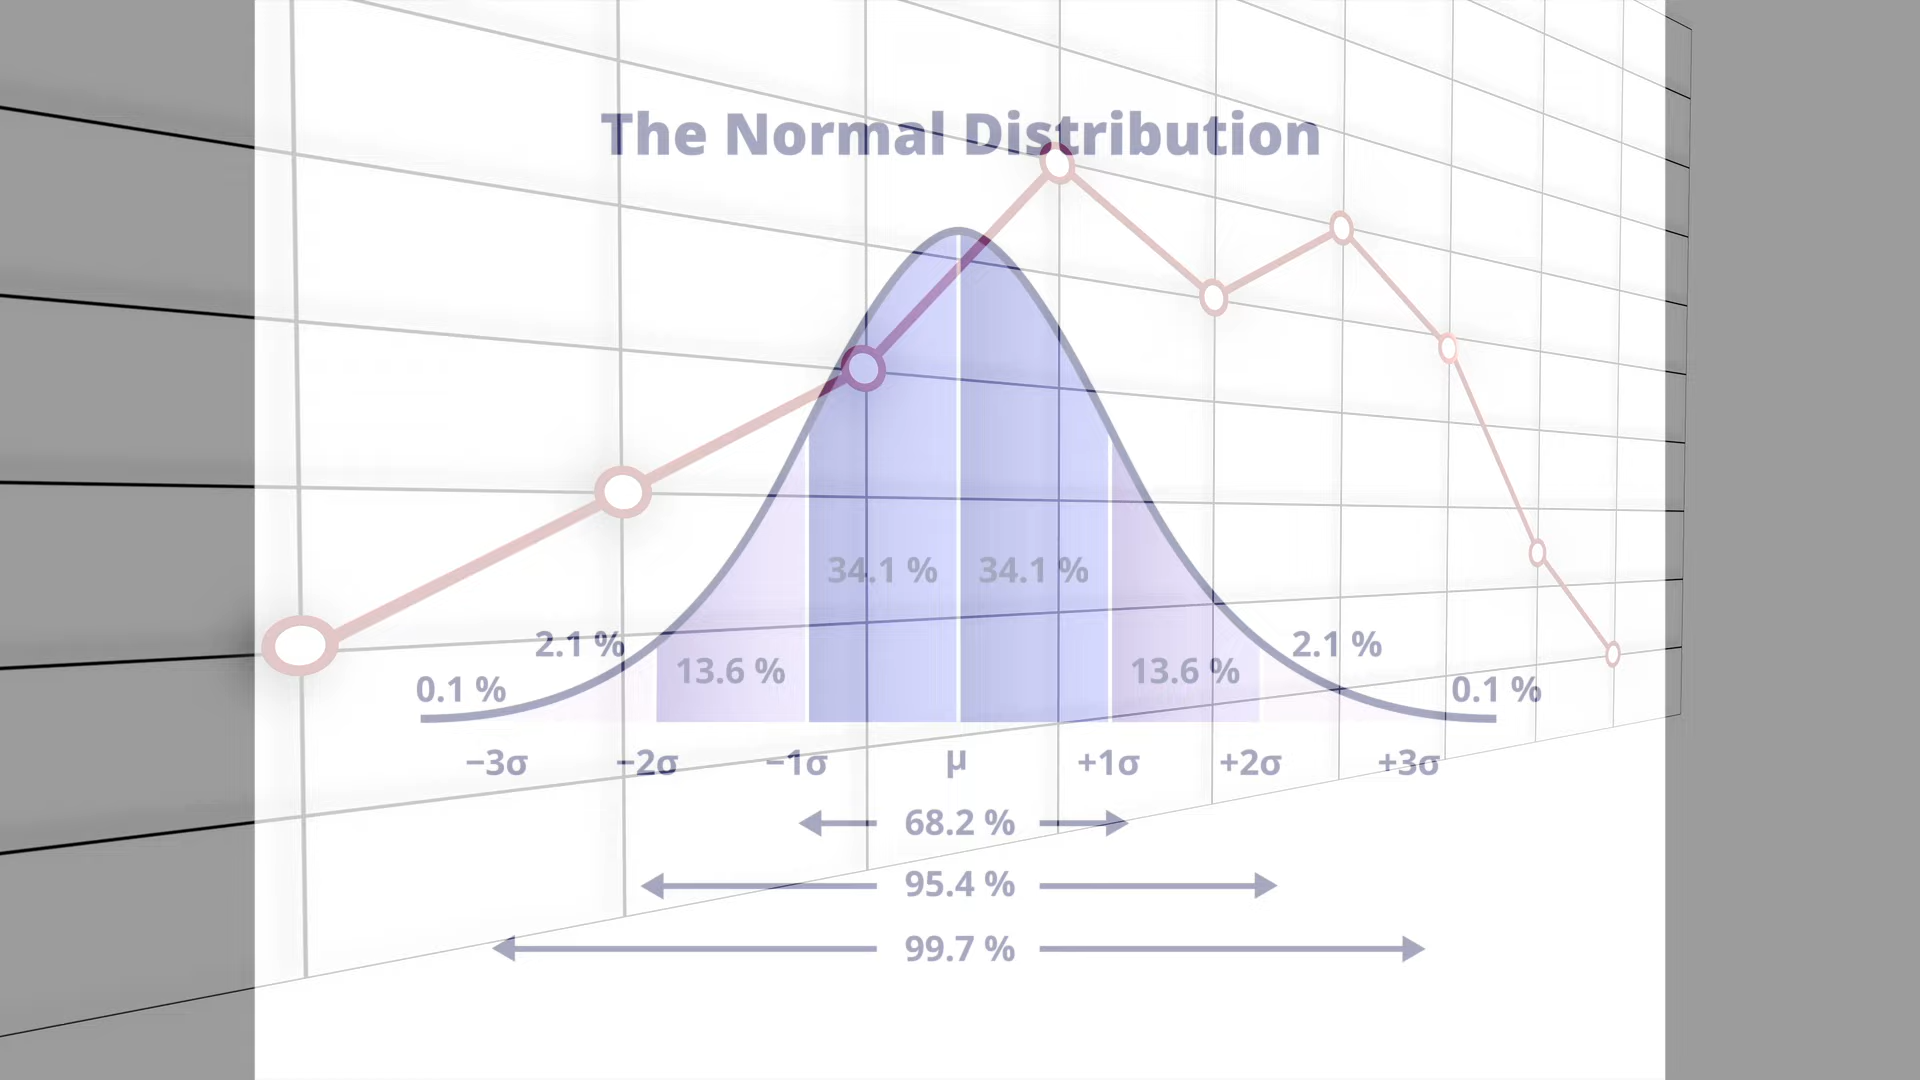 The Normal Distribution
34.1 % 34.1 %
2.1 % 2.1 %
13.6 % 13.6 %
0.1 % 0.1 %
−3σ −2σ −1σ μ +1σ +2σ +3σ
68.2 %
95.4 %
99.7 %